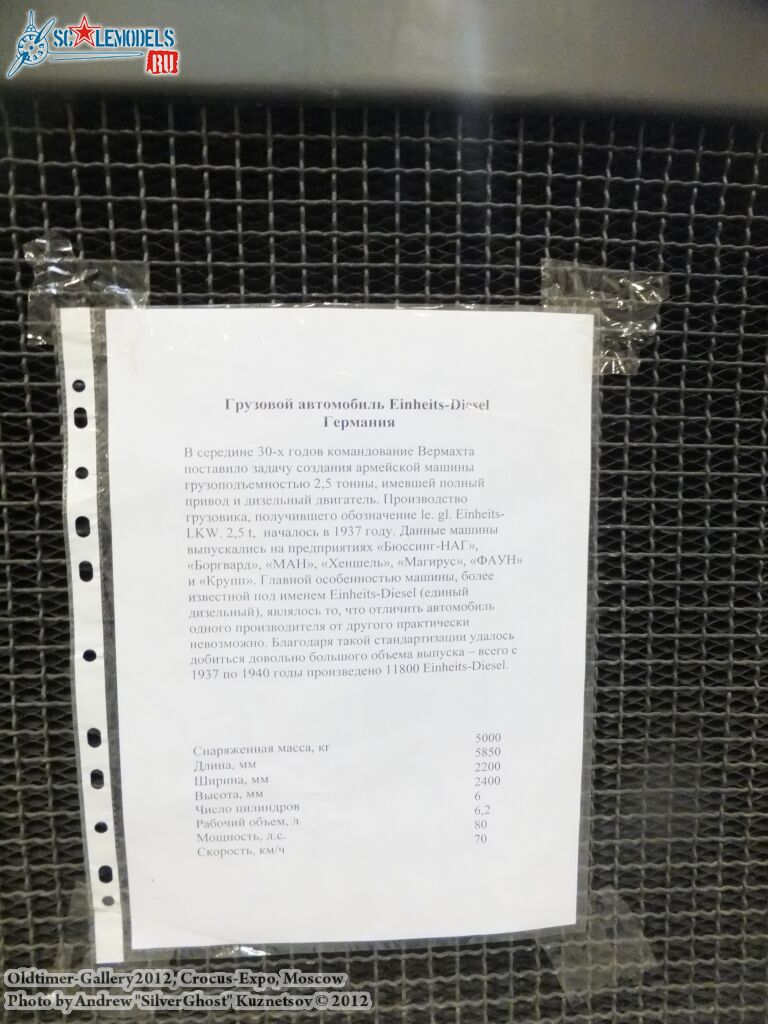 SCALEMODELS
RU
Грузовой автомобиль Einheits-Diesel
Германия
В середине 30-х годов командование Вермахта
поставило задачу создания армейской машины
грузоподъемностью 2,5 тонны, имевшей полный
привод и дизельный двигатель. Производство
грузовика, получившего обозначение le. gl. Einheits-
LKW. 2,5 t, началось в 1937 году. Данные машины
выпускались на предприятиях «Бюссинг-НАГ»,
«Боргвард», «МАН», «Хеншель», «Магирус», «ФАУН»
и «Крупп». Главной особенностью машины, более
известной под именем Einheits-Diesel (единый
дизельный), являлось то, что отличить автомобиль
одного производителя от другого практически
невозможно. Благодаря такой стандартизации удалось
добиться довольно большого объема выпуска – всего с
1937 по 1940 годы произведено 11800 Einheits-Diesel.
Снаряженная масса, кг 5000
Длина, мм 5850
Ширина, мм 2200
Высота, мм 2400
Число цилиндров 6
Рабочий объем, л 6,2
Мощность, л.с. 80
Скорость, км/ч 70
Oldtimer-Gallery2012, Crocus-Expo, Moscow
Photo by Andrew "SilverGhost" Kuznetsov © 2012